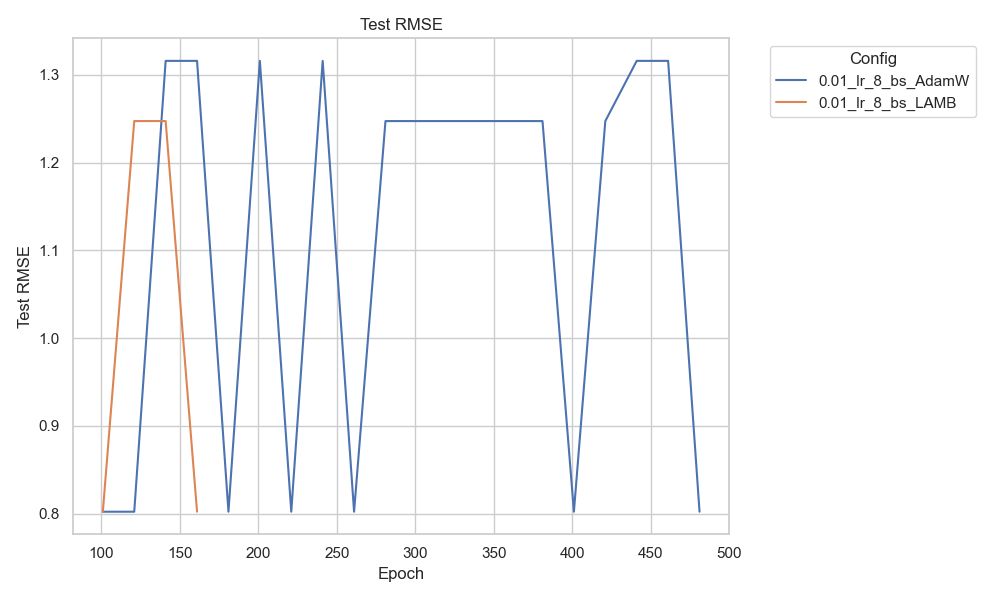 Test RMSE
Config
0.01_lr_8_bs_AdamW
0.01_lr_8_bs_LAMB
Test RMSE
1.3
1.2
1.1
1.0
0.9
0.8
100 150 200 250 300 350 400 450 500
Epoch